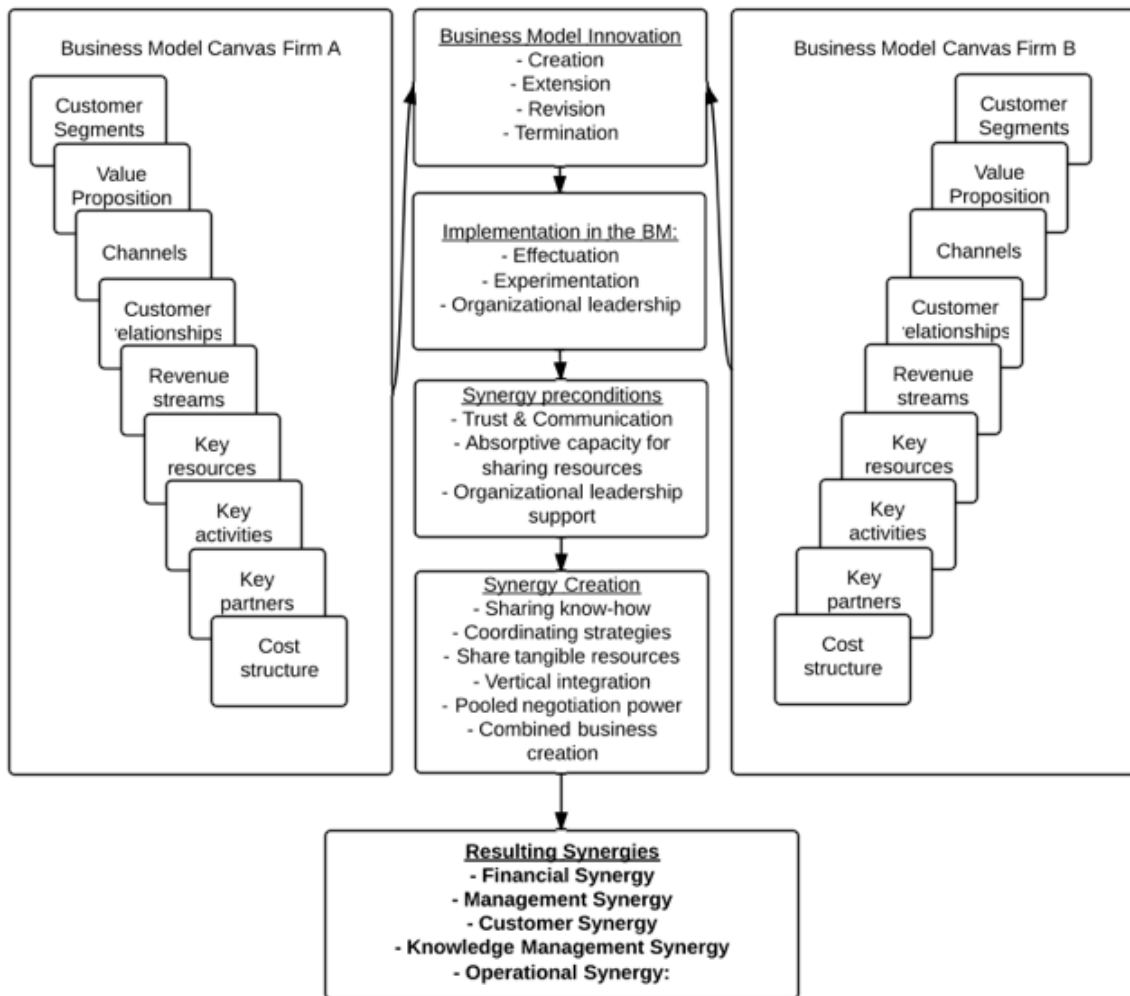 Business Model Canvas Firm A
Customer
Segments
Value
Proposition
Channels
Customer
relationships
Revenue
streams
Key
resources
Key
activities
Key
partners
Cost
structure
Business Model Innovation
- Creation
- Extension
- Revision
- Termination
Implementation in the BM:
- Effectuation
- Experimentation
- Organizational leadership
Synergy preconditions
- Trust & Communication
- Absorptive capacity for
sharing resources
- Organizational leadership
support
Synergy Creation
- Sharing know-how
- Coordinating strategies
- Share tangible resources
- Vertical integration
- Pooled negotiation power
- Combined business
creation
Resulting Synergies
- Financial Synergy
- Management Synergy
- Customer Synergy
- Knowledge Management Synergy
- Operational Synergy:
Business Model Canvas Firm B
Customer
Segments
Value
Proposition
Channels
Customer
relationships
Revenue
streams
Key
resources
Key
activities
Key
partners
Cost
structure